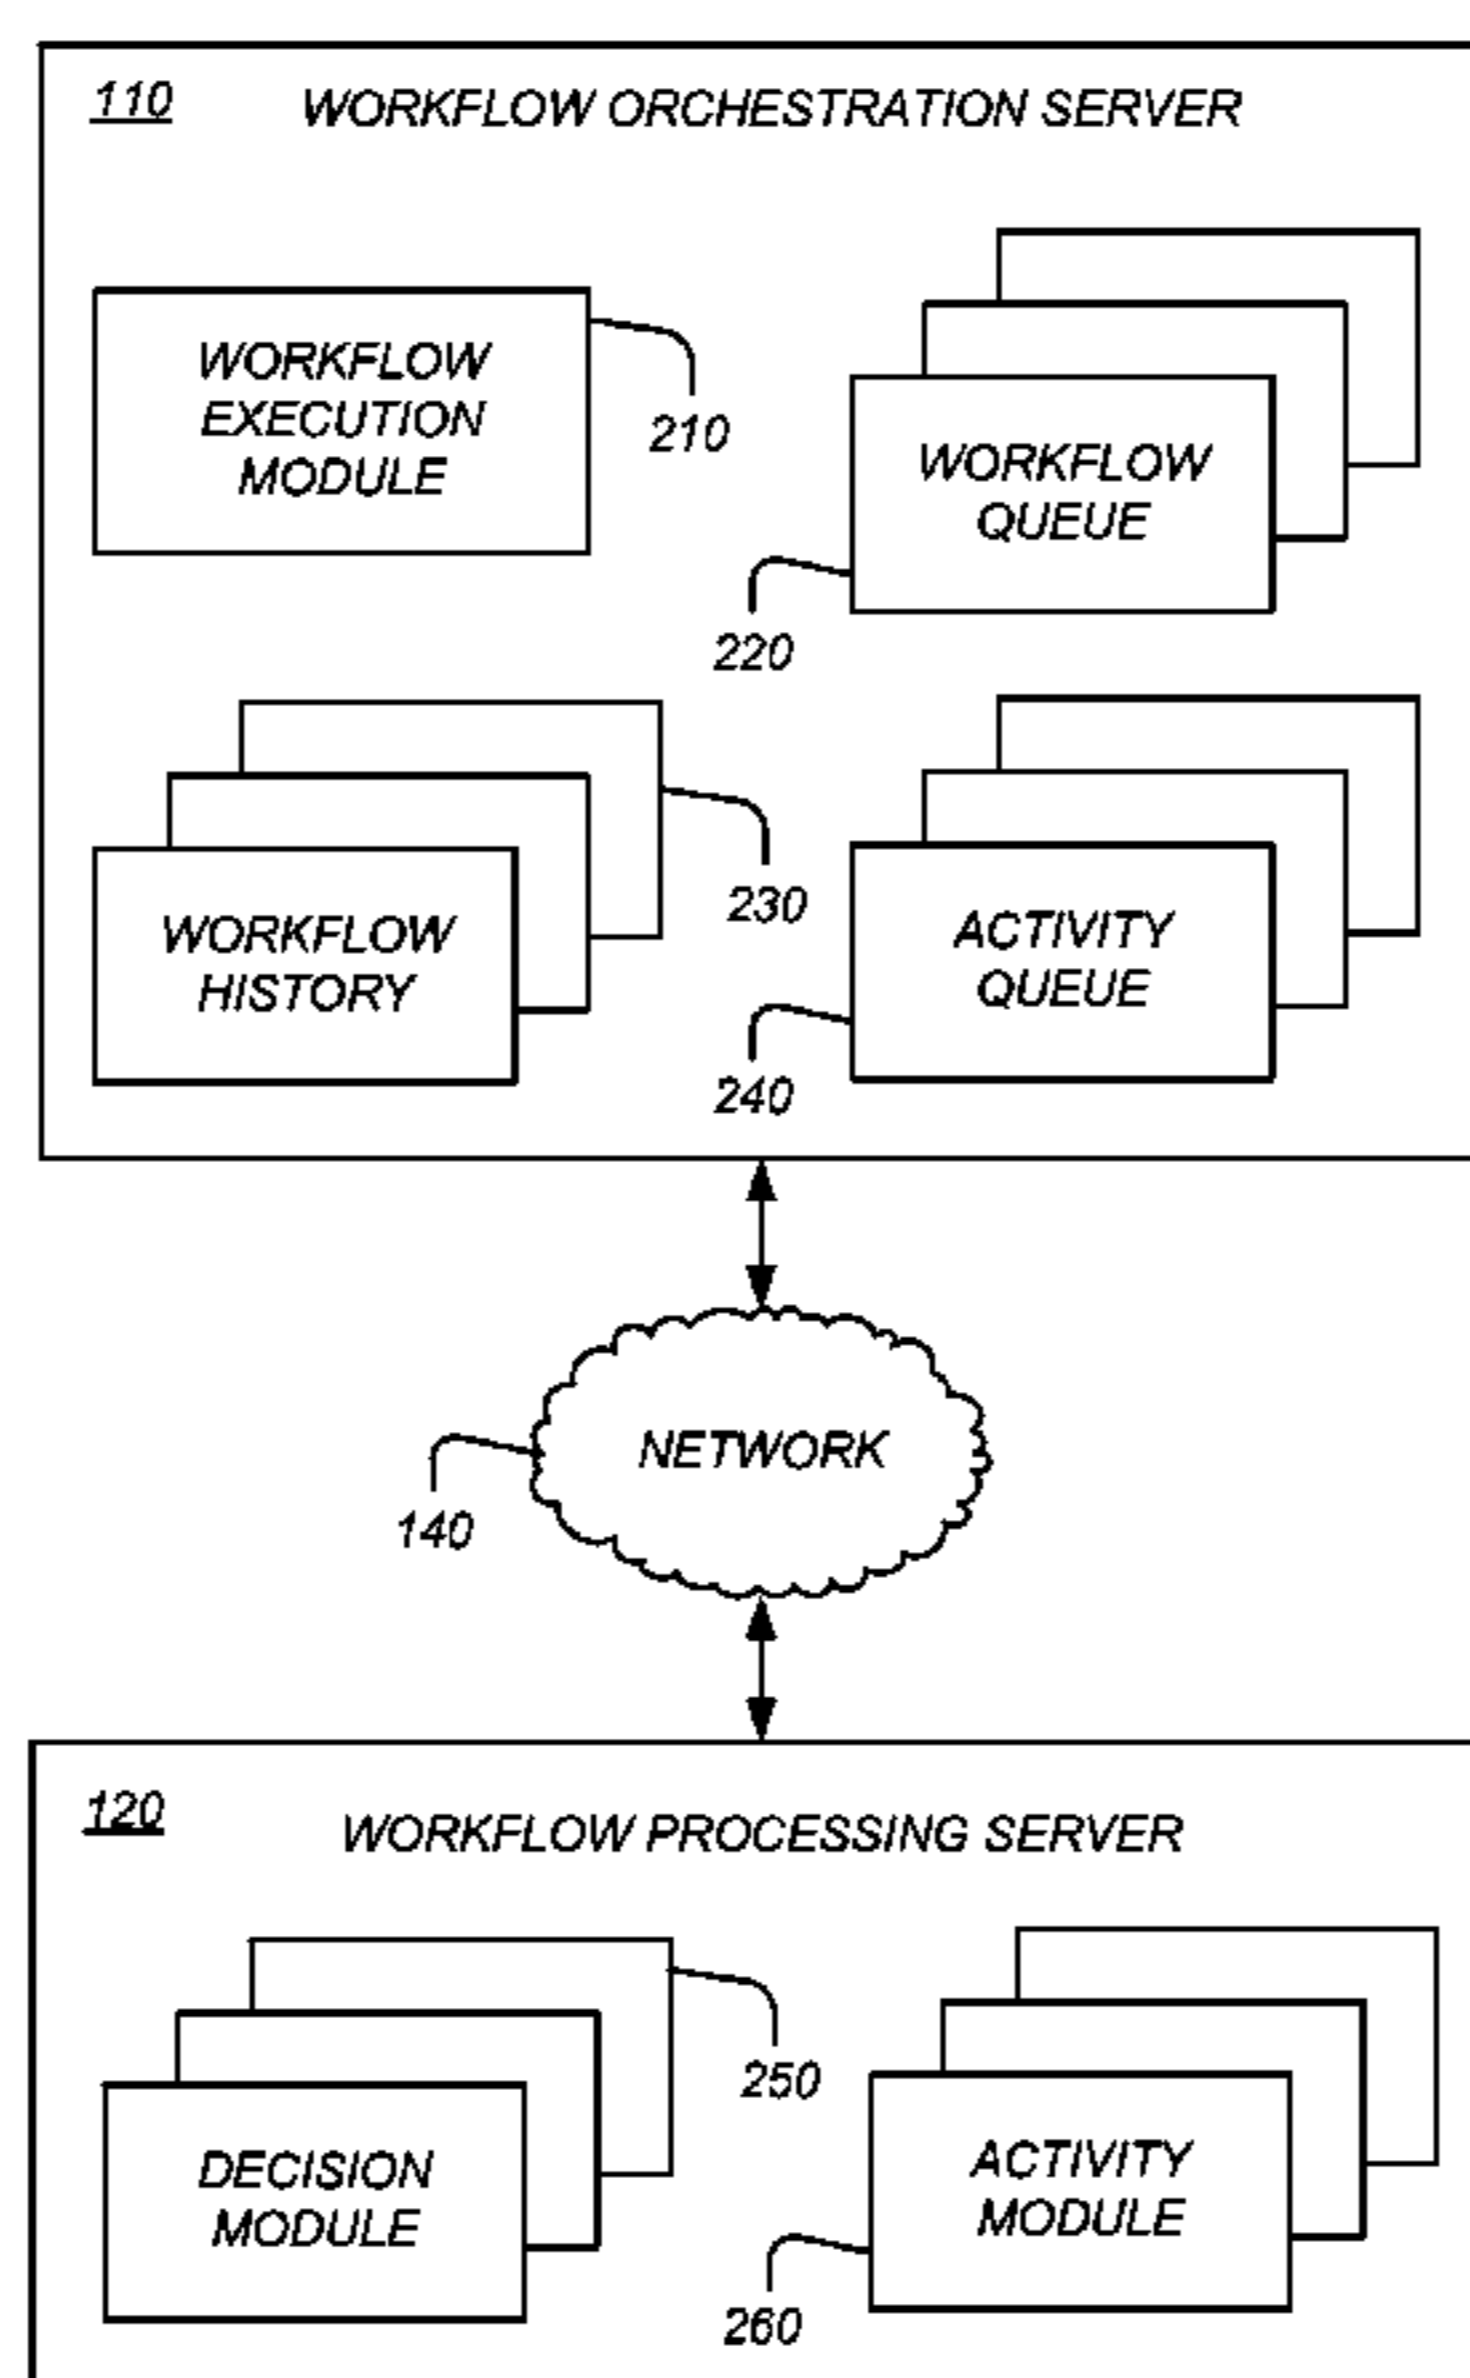 110 WORKFLOW ORCHESTRATION SERVER
WORKFLOW
EXECUTION
MODULE
210
WORKFLOW
QUEUE
220
WORKFLOW
HISTORY
230
ACTIVITY
QUEUE
240
NETWORK
140
120 WORKFLOW PROCESSING SERVER
DECISION
MODULE
250
ACTIVITY
MODULE
260